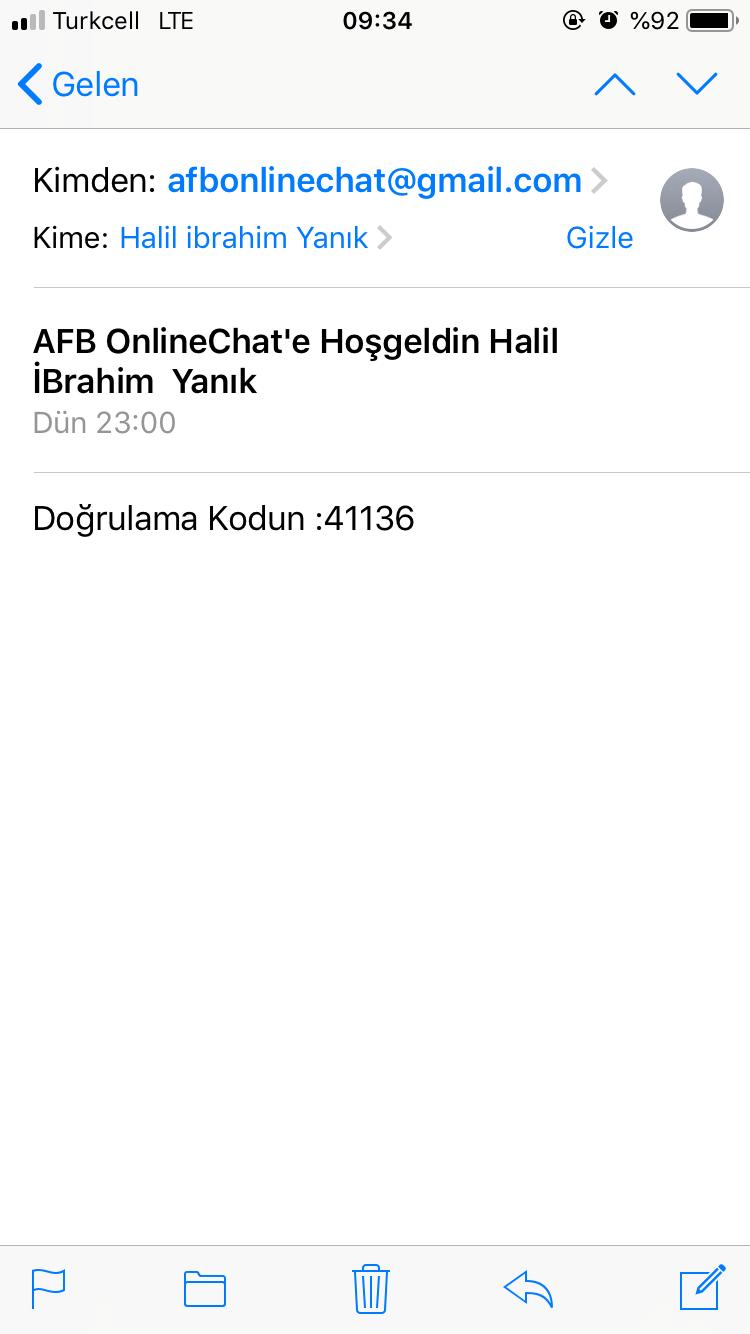 Turkcell LTE 09:34 %92
Gelen
Kimden: afbonlinechat@gmail.com
Kime: Halil ibrahim Yanık Gizle
AFB OnlineChat'e Hoşgeldin Halil
İBrahim  Yanık
Dün 23:00
Doğrulama Kodun :41136